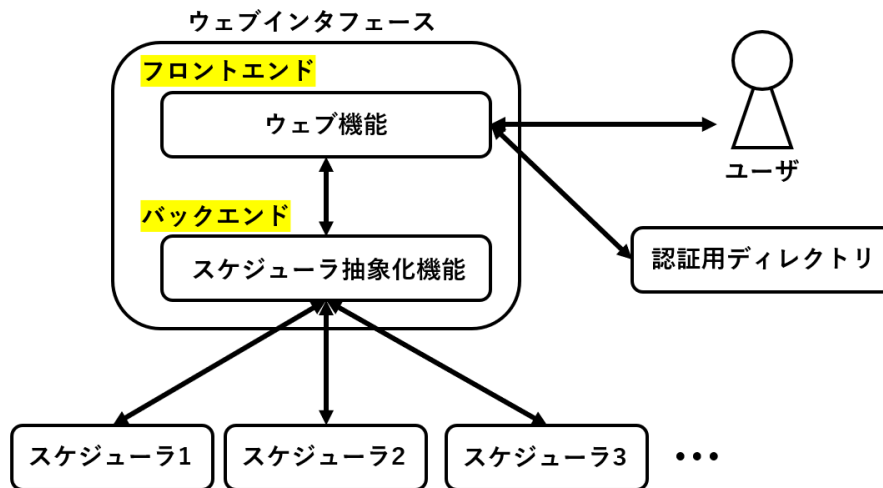 ウェブインタフェース
フロントエンド
ウェブ機能
ユーザ
バックエンド
スケジューラ抽象化機能
認証用ディレクトリ
スケジューラ1
スケジューラ2
スケジューラ3
•••